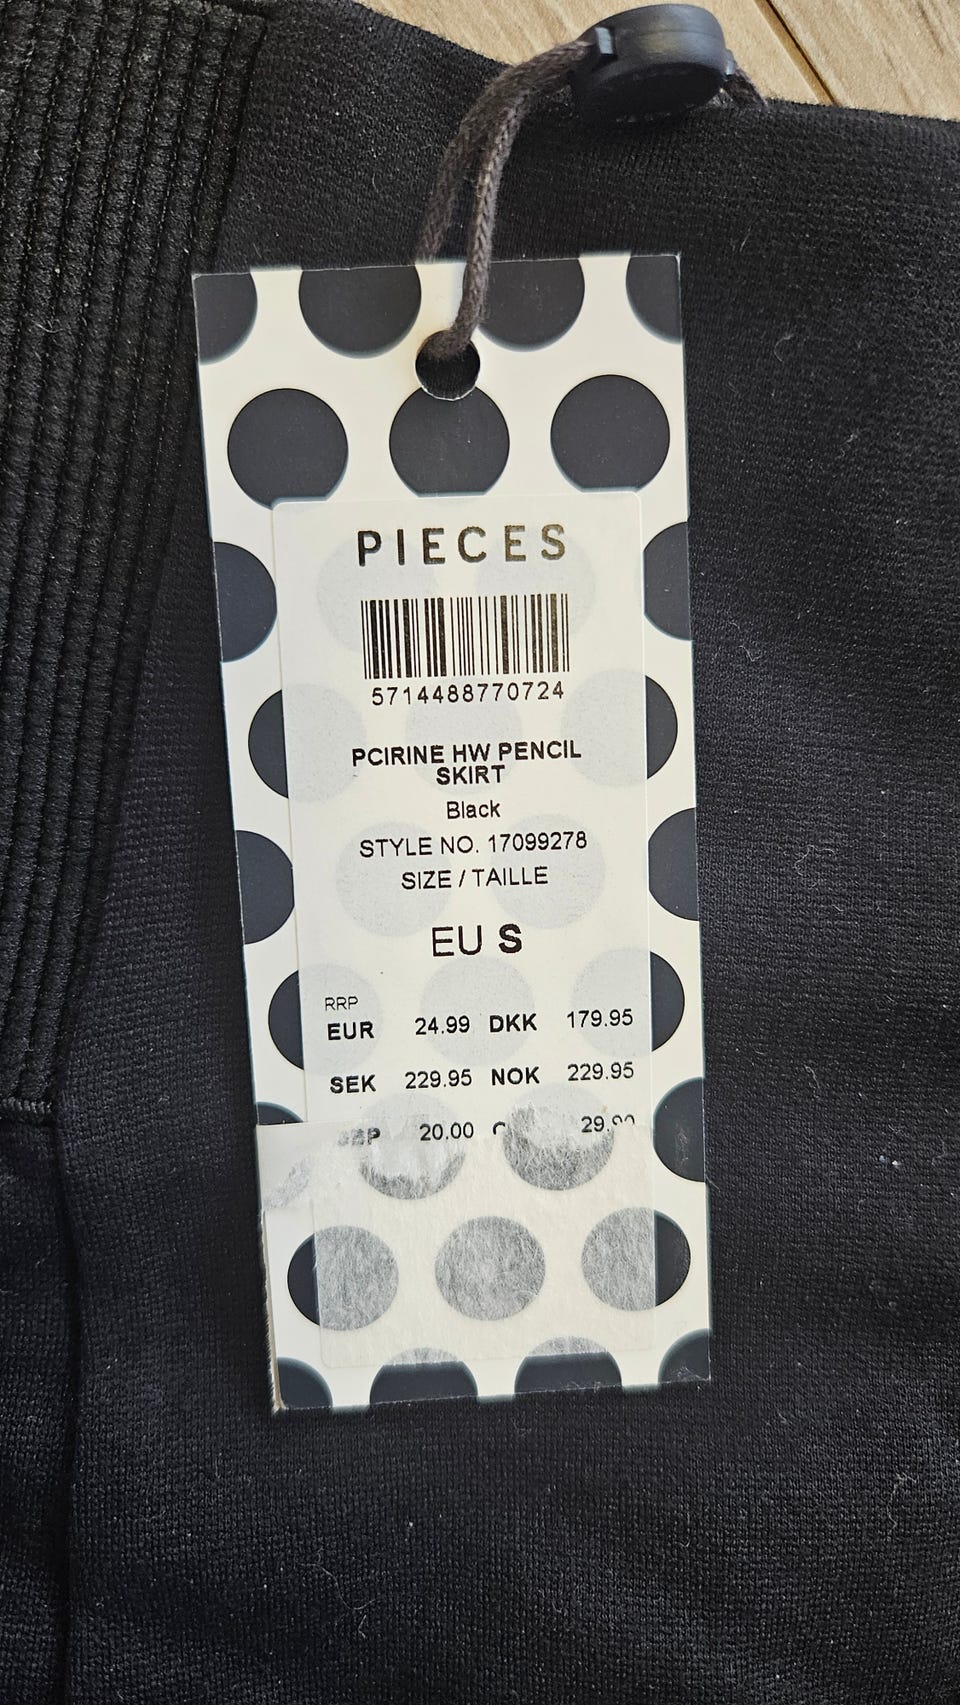 PIECES
5714488770724
PCIRINE HW PENCIL
SKIRT
Black
STYLE NO. 17099278
SIZE / TAILLE
EU S
RRP
EUR 24.99 DKK 179.95
SEK 229.95 NOK 229.95
20.00